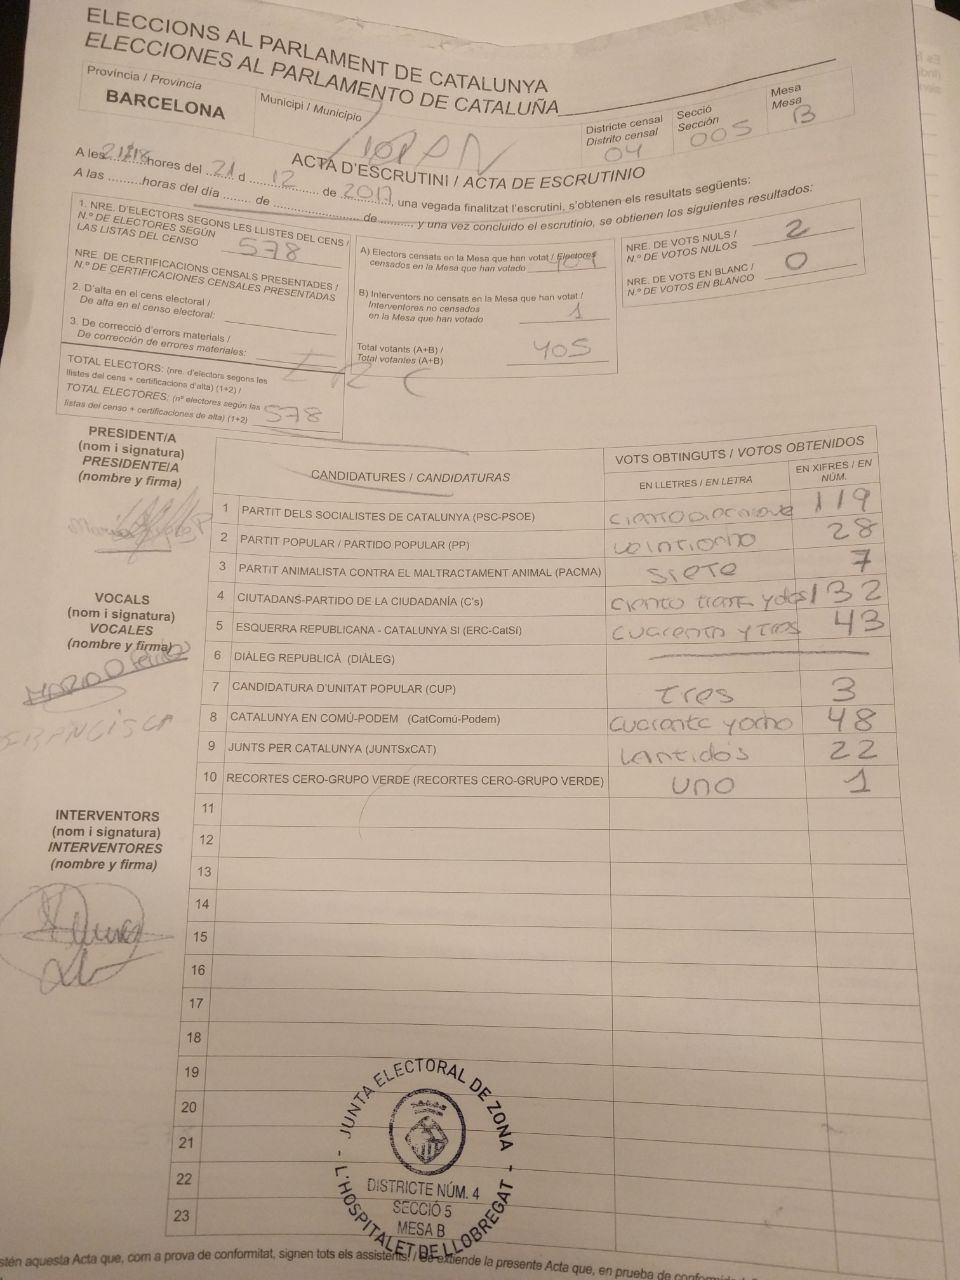 ELECCIONS AL PARLAMENT DE CATALUNYA
ELECCIONES AL PARLAMENTO DE CATALUÑA
Província / Provincia
BARCELONA
Municipi / Municipio
Districte censal
Distrito censal
04
Secció
Sección
005
Mesa
Mesa
B
ACTA D'ESCRUTINI / ACTA DE ESCRUTINIO
A les 21:18 hores del 21 d 12 de 2017, una vegada finalitzat l'escrutini, s'obtenen els resultats següents:
A las .........horas del día ........ de ........................ de........, y una vez concluido el escrutinio, se obtienen los siguientes resultados:
1. NRE. D'ELECTORS SEGONS LES LLISTES DEL CENS /
N.º DE ELECTORES SEGÚN
LAS LISTAS DEL CENSO 578
NRE. DE CERTIFICACIONS CENSALS PRESENTADES /
N.º DE CERTIFICACIONES CENSALES PRESENTADAS
2. D'alta en el cens electoral /
De alta en el censo electoral:
3. De correcció d'errors materials /
De corrección de errores materiales:
TOTAL ELECTORS: (nre. d'electors segons les
llistes del cens + certificacions d'alta) (1+2) /
TOTAL ELECTORES: (nº electores según las
listas del censo + certificaciones de alta) (1+2) 578
A) Electors censats en la Mesa que han votat / Electores
censados en la Mesa que han votado 404
B) Interventors no censats en la Mesa que han votat /
Interventores no censados
en la Mesa que han votado 1
Total votants (A+B) /
Total votantes (A+B) 405
NRE. DE VOTS NULS /
N.º DE VOTOS NULOS 2
NRE. DE VOTS EN BLANC /
N.º DE VOTOS EN BLANCO 0
PRESIDENT/A
(nom i signatura)
PRESIDENTE/A
(nombre y firma)
VOCALS
(nom i signatura)
VOCALES
(nombre y firma)
FRANCISCA
INTERVENTORS
(nom i signatura)
INTERVENTORES
(nombre y firma)
CANDIDATURES / CANDIDATURAS
VOTS OBTINGUTS / VOTOS OBTENIDOS
EN LLETRES / EN LETRA
EN XIFRES / EN
NÚM.
1 PARTIT DELS SOCIALISTES DE CATALUNYA (PSC-PSOE) ciento diecinueve 119
2 PARTIT POPULAR / PARTIDO POPULAR (PP) veintiocho 28
3 PARTIT ANIMALISTA CONTRA EL MALTRACTAMENT ANIMAL (PACMA) siete 7
4 CIUTADANS-PARTIDO DE LA CIUDADANÍA (C's) ciento treinta y dos 132
5 ESQUERRA REPUBLICANA - CATALUNYA SI (ERC-CatSí) cuarenta y tres 43
6 DIÀLEG REPUBLICÀ (DIÀLEG)
7 CANDIDATURA D'UNITAT POPULAR (CUP) Tres 3
8 CATALUNYA EN COMÚ-PODEM (CatComú-Podem) cuarenta y ocho 48
9 JUNTS PER CATALUNYA (JUNTSxCAT) 22
10 RECORTES CERO-GRUPO VERDE (RECORTES CERO-GRUPO VERDE) uno 1
11
12
13
14
15
16
17
18
19
20
21
22
23
- JUNTA ELECTORAL DE ZONA -
DISTRICTE NÚM. 4
SECCIÓ 5
MESA B
L'HOSPITALET DE LLOBREGAT
stén aquesta Acta que, com a prova de conformitat, signen tots els assistents. / Se extiende la presente Acta que, en prueba de